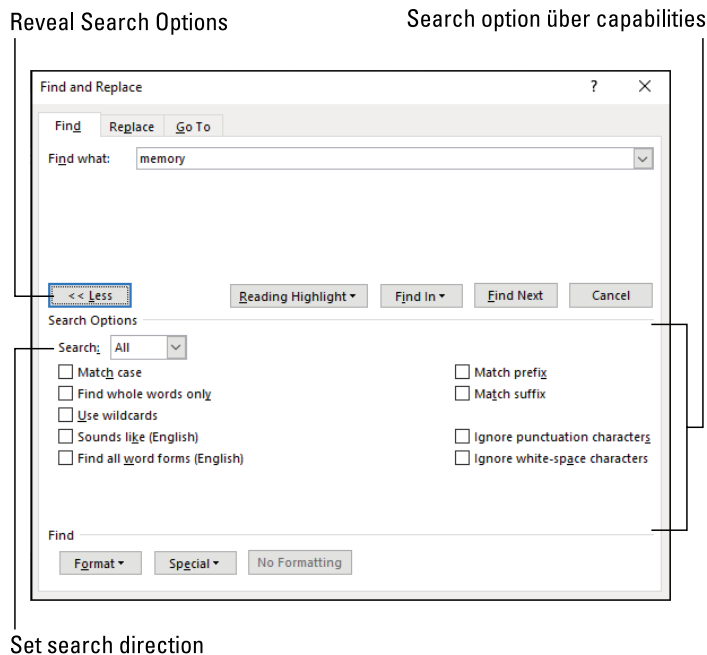 Reveal Search Options
Search option über capabilities
Find and Replace ?
Find Replace Go To
Find what: memory
<< Less Reading Highlight Find In Find Next Cancel
Search Options
Search: All
Match case Match prefix
Find whole words only Match suffix
Use wildcards
Sounds like (English) Ignore punctuation characters
Find all word forms (English) Ignore white-space characters
Find
Format Special No Formatting
Set search direction